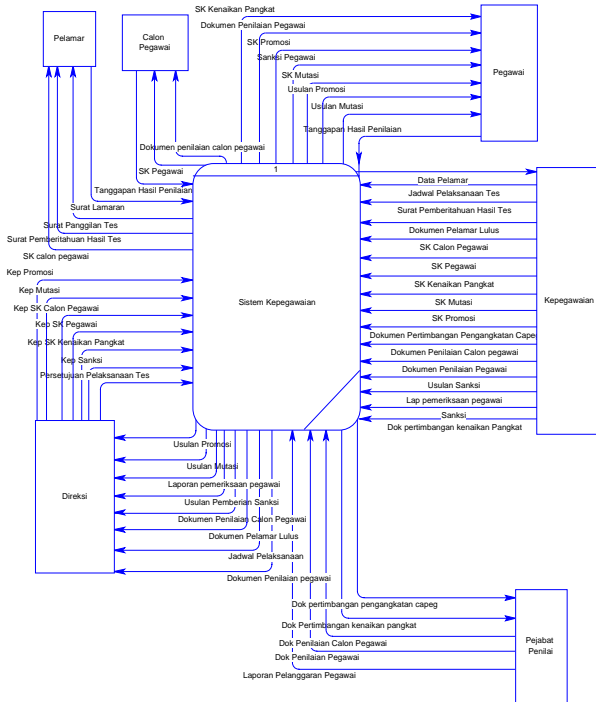 SK Kenaikan Pangkat
Dokumen Penilaian Pegawai
SK Promosi
Sanksi Pegawai
SK Mutasi
Usulan Promosi
Usulan Mutasi
Tanggapan Hasil Penilaian
Pelamar
Calon
Pegawai
Pegawai
Dokumen penilaian calon pegawai
SK Pegawai
Tanggapan Hasil Penilaian
Surat Lamaran
Surat Panggilan Tes
Surat Pemberitahuan Hasil Tes
SK calon pegawai
1
Sistem Kepegawaian
Data Pelamar
Jadwal Pelaksanaan Tes
Surat Pemberitahuan Hasil Tes
Dokumen Pelamar Lulus
SK Calon Pegawai
SK Pegawai
SK Kenaikan Pangkat
SK Mutasi
SK Promosi
Dokumen Pertimbangan Pengangkatan Capeg
Dokumen Penilaian Calon pegawai
Dokumen Penilaian Pegawai
Usulan Sanksi
Lap pemeriksaan pegawai
Sanksi
Dok pertimbangan kenaikan Pangkat
Kepegawaian
Kep Promosi
Kep Mutasi
Kep SK Calon Pegawai
Kep SK Pegawai
Kep SK Kenaikan Pangkat
Kep Sanksi
Persetujuan Pelaksanaan Tes
Direksi
Usulan Promosi
Usulan Mutasi
Laporan pemeriksaan pegawai
Usulan Pemberian Sanksi
Dokumen Penilaian Calon Pegawai
Dokumen Pelamar Lulus
Jadwal Pelaksanaan
Dokumen Penilaian pegawai
Dok pertimbangan pengangkatan capeg
Dok Pertimbangan kenaikan pangkat
Dok Penilaian Calon Pegawai
Dok Penilaian Pegawai
Laporan Pelanggaran Pegawai
Pejabat
Penilai